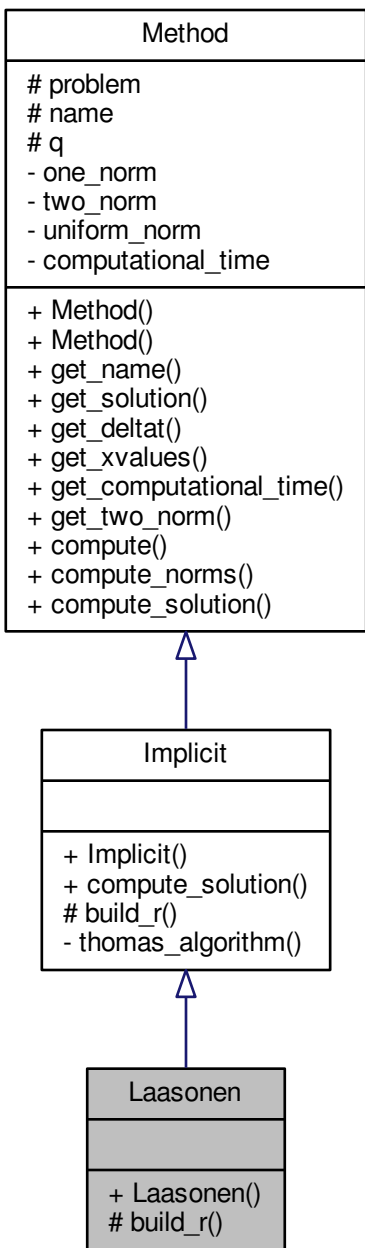 Method
# problem
# name
# q
- one_norm
- two_norm
- uniform_norm
- computational_time
+ Method()
+ Method()
+ get_name()
+ get_solution()
+ get_deltat()
+ get_xvalues()
+ get_computational_time()
+ get_two_norm()
+ compute()
+ compute_norms()
+ compute_solution()
Implicit
+ Implicit()
+ compute_solution()
# build_r()
- thomas_algorithm()
Laasonen
+ Laasonen()
# build_r()